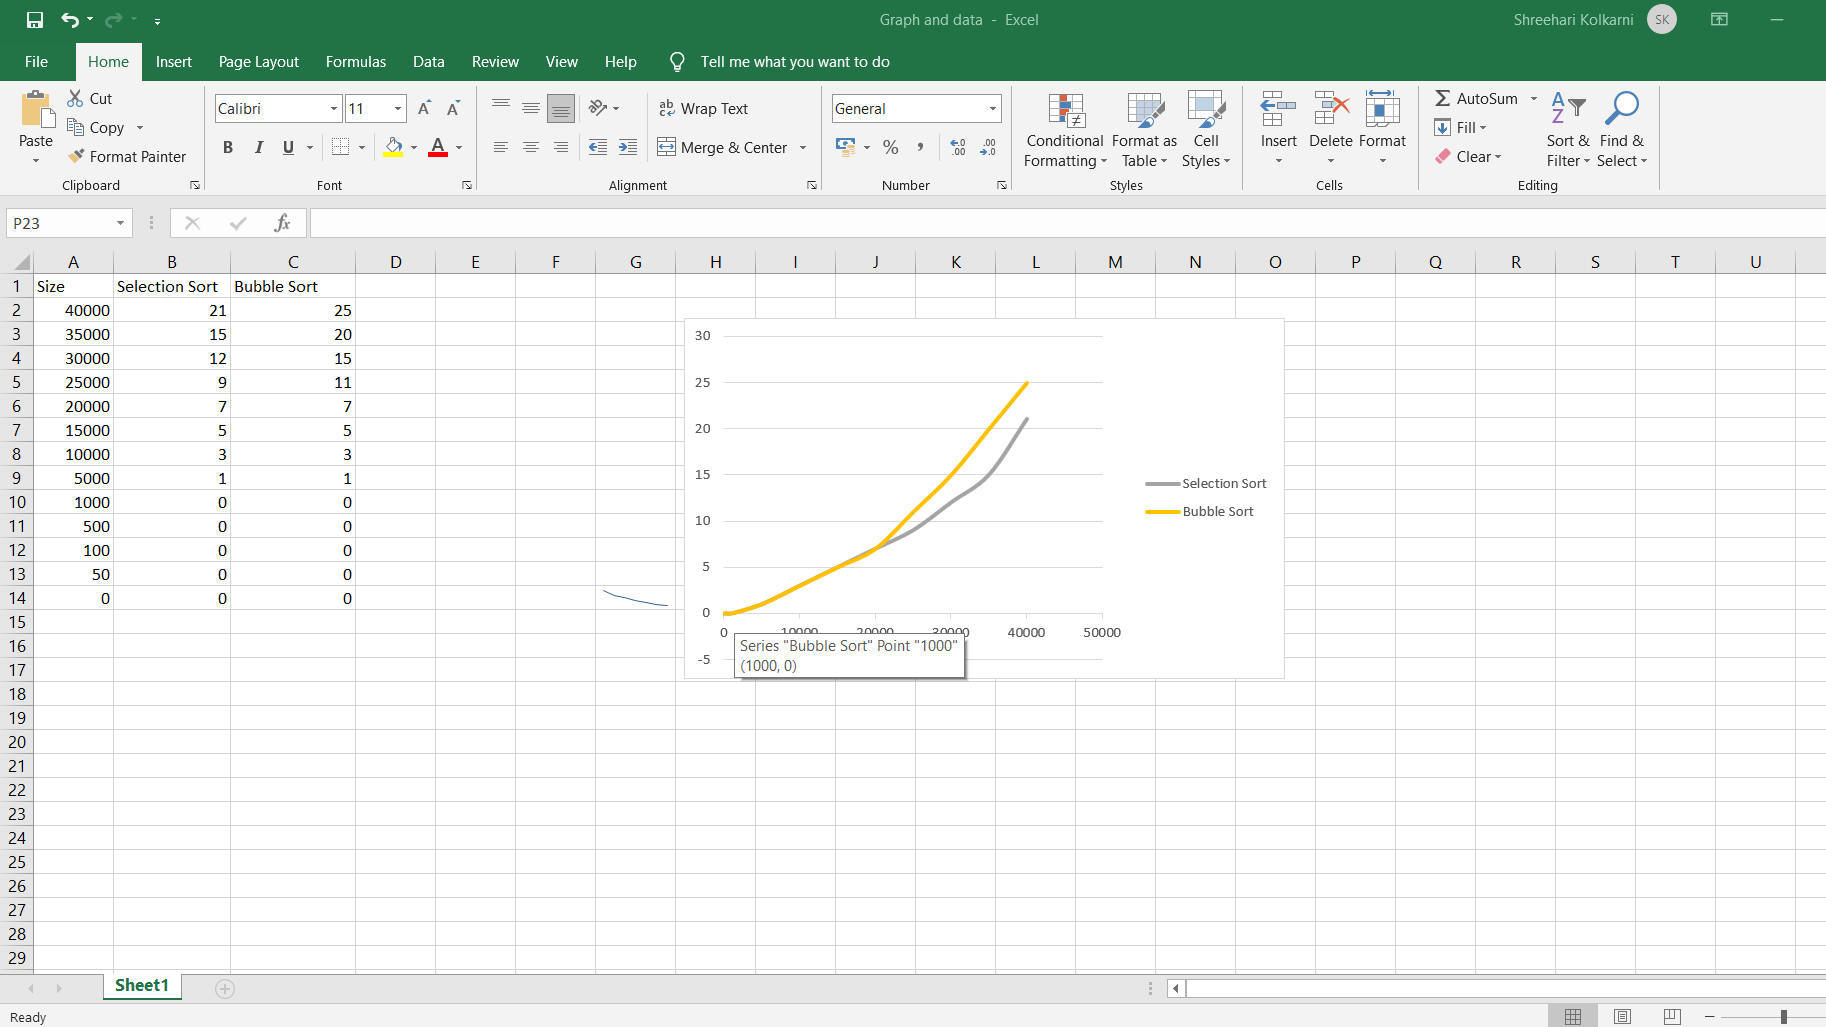 Graph and data - Excel
Shreehari Kolkarni SK
File Home Insert Page Layout Formulas Data Review View Help Tell me what you want to do
Paste
Cut
Copy
Format Painter
Clipboard
Calibri 11 A A
B I U A
Font
Wrap Text
Merge & Center
Alignment
General
% ,
Number
Conditional Formatting
Format as Table
Cell Styles
Styles
Insert Delete Format
Cells
AutoSum
Fill
Clear
Sort & Filter
Find & Select
Editing
P23 fx
A B C D E F G H I J K L M N O P Q R S T U
1 Size Selection Sort Bubble Sort
2 40000 21 25
3 35000 15 20
4 30000 12 15
5 25000 9 11
6 20000 7 7
7 15000 5 5
8 10000 3 3
9 5000 1 1
10 1000 0 0
11 500 0 0
12 100 0 0
13 50 0 0
14 0 0 0
15
16
17
18
19
20
21
22
23
24
25
26
27
28
29
30
25
20
15
10
5
0
0 10000 20000 30000 40000 50000
-5
Selection Sort
Bubble Sort
Series "Bubble Sort" Point "1000"
(1000, 0)
Sheet1
Ready